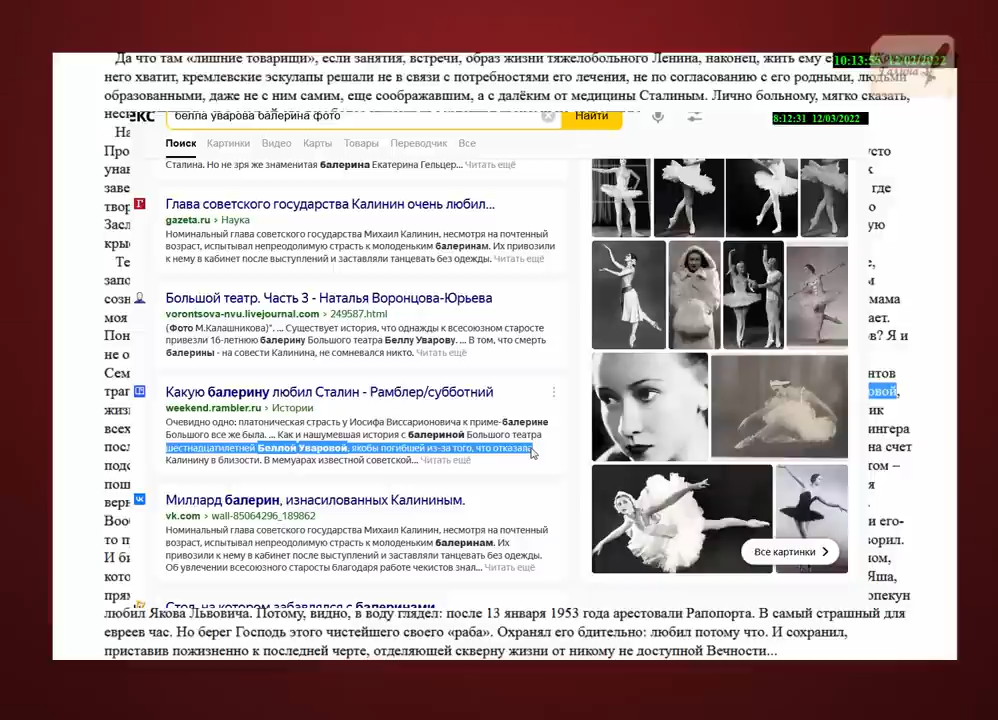 Да что там «лишние товарищи», если занятия, встречи, образ жизни тяжелобольного Ленина, наконец, жить ему
10:13:53 12/03/2022
него хватит, кремлевские эскулапы решали не в связи с потребностями его лечения, не по согласованию с его родными, людьми
образованными, даже не с ним самим, еще соображавшим, а с далёким от медицины Сталиным. Лично больному, мягко сказать,
белла уварова балерина фото
Найти
8:12:31 12/03/2022
Поиск Картинки Видео Карты Товары Переводчик Все
Сталина. Но не зря же знаменитая балерина Екатерина Гельцер... Читать ещё
Глава советского государства Калинин очень любил...
gazeta.ru › Наука
Номинальный глава советского государства Михаил Калинин, несмотря на почтенный
возраст, испытывал непреодолимую страсть к молоденьким балеринам. Их привозили
к нему в кабинет после выступлений и заставляли танцевать без одежды. Читать ещё
Большой театр. Часть 3 - Наталья Воронцова-Юрьева
vorontsova-nvu.livejournal.com › 249587.html
(Фото М.Калашникова)". ... Существует история, что однажды к всесоюзному старосте
привезли 16-летнюю балерину Большого театра Беллу Уварову. ... В том, что смерть
балерины - на совести Калинина, не сомневался никто. Читать ещё
Какую балерину любил Сталин - Рамблер/субботний
weekend.rambler.ru › Истории
Очевидно одно: платоническая страсть у Иосифа Виссарионовича к приме-балерине
Большого все же была. ... Как и нашумевшая история с балериной Большого театра
шестнадцатилетней Беллой Уваровой, якобы погибшей из-за того, что отказала
Калинину в близости. В мемуарах известной советской... Читать ещё
Миллард балерин, изнасилованных Калининым.
vk.com › wall-85064296_189862
Номинальный глава советского государства Михаил Калинин, несмотря на почтенный
возраст, испытывал непреодолимую страсть к молоденьким балеринам. Их
привозили к нему в кабинет после выступлений и заставляли танцевать без одежды.
Об увлечении всесоюзного старосты благодаря работе чекистов знал... Читать ещё
Все картинки
Стол, на котором забавлялся с балеринами
любил Якова Львовича. Потому, видно, в воду глядел: после 13 января 1953 года арестовали Рапопорта. В самый страшный для
евреев час. Но берег Господь этого чистейшего своего «раба». Охранял его бдительно: любил потому что. И сохранил,
приставив пожизненно к последней черте, отделяющей скверну жизни от никому не доступной Вечности...